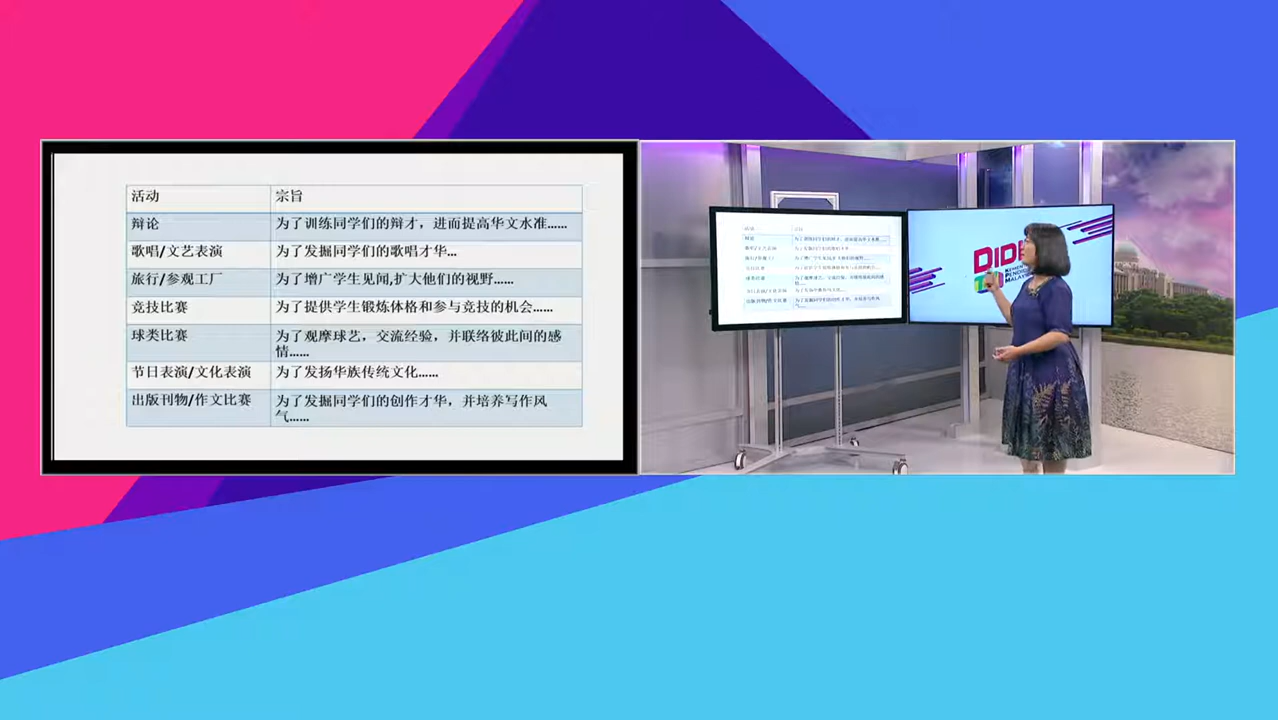 活动 宗旨
辩论 为了训练同学们的辩才，进而提高华文水准……
歌唱/文艺表演 为了发掘同学们的歌唱才华…
旅行/参观工厂 为了增广学生见闻,扩大他们的视野……
竞技比赛 为了提供学生锻炼体格和参与竞技的机会……
球类比赛 为了观摩球艺，交流经验，并联络彼此间的感
情……
节日表演/文化表演 为了发扬华族传统文化……
出版刊物/作文比赛 为了发掘同学们的创作才华，并培养写作风
气……